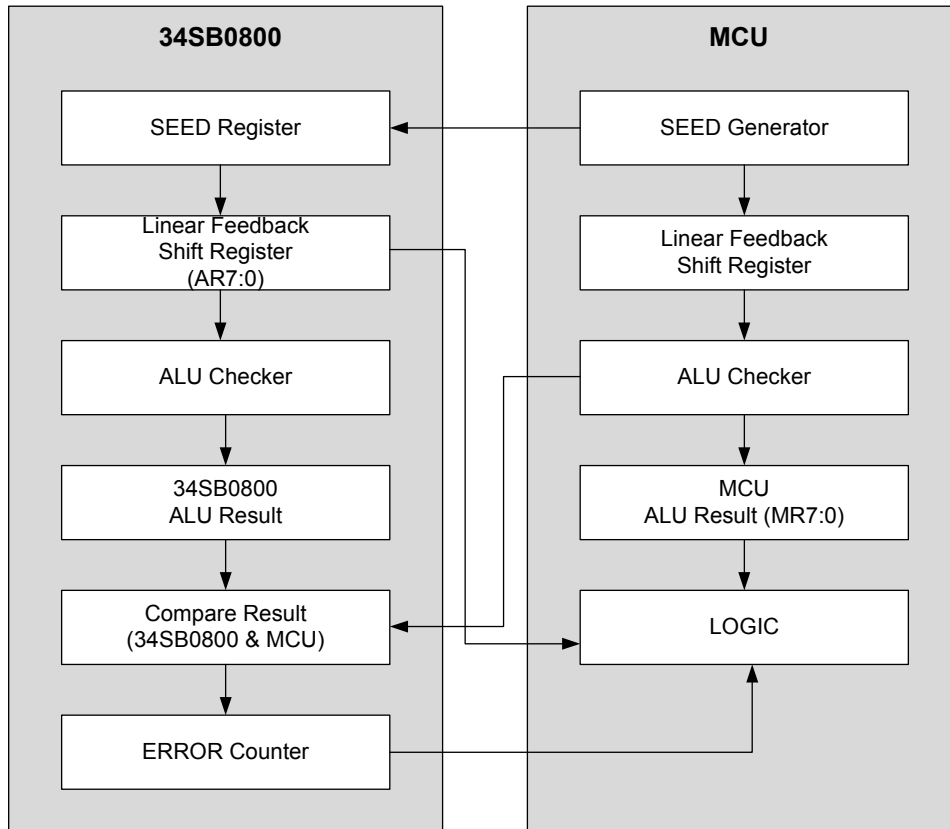 34SB0800
SEED Register
Linear Feedback
Shift Register
(AR7:0)
ALU Checker
34SB0800
ALU Result
Compare Result
(34SB0800 & MCU)
ERROR Counter
MCU
SEED Generator
Linear Feedback
Shift Register
ALU Checker
MCU
ALU Result (MR7:0)
LOGIC